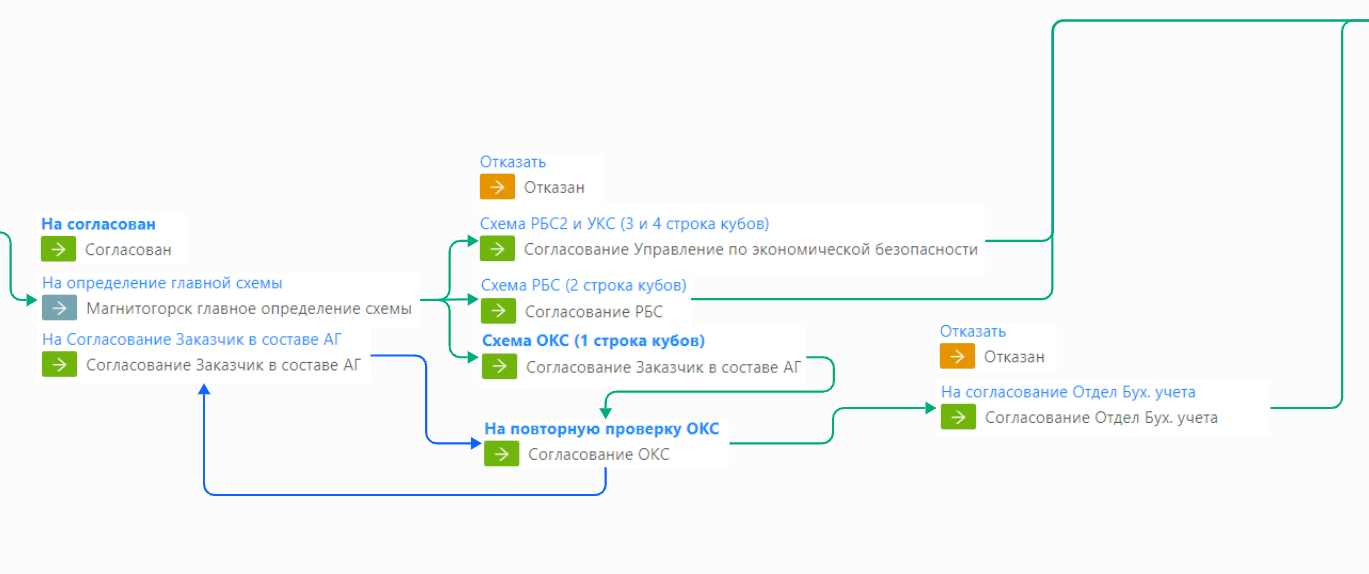 Отказать
Отказан
На согласован
Согласован
Схема РБС2 и УКС (3 и 4 строка кубов)
Согласование Управление по экономической безопасности
На определение главной схемы
Магнитогорск главное определение схемы
Схема РБС (2 строка кубов)
Согласование РБС
На Согласование Заказчик в составе АГ
Согласование Заказчик в составе АГ
Схема ОКС (1 строка кубов)
Согласование Заказчик в составе АГ
Отказать
Отказан
На согласование Отдел Бух. учета
Согласование Отдел Бух. учета
На повторную проверку ОКС
Согласование ОКС